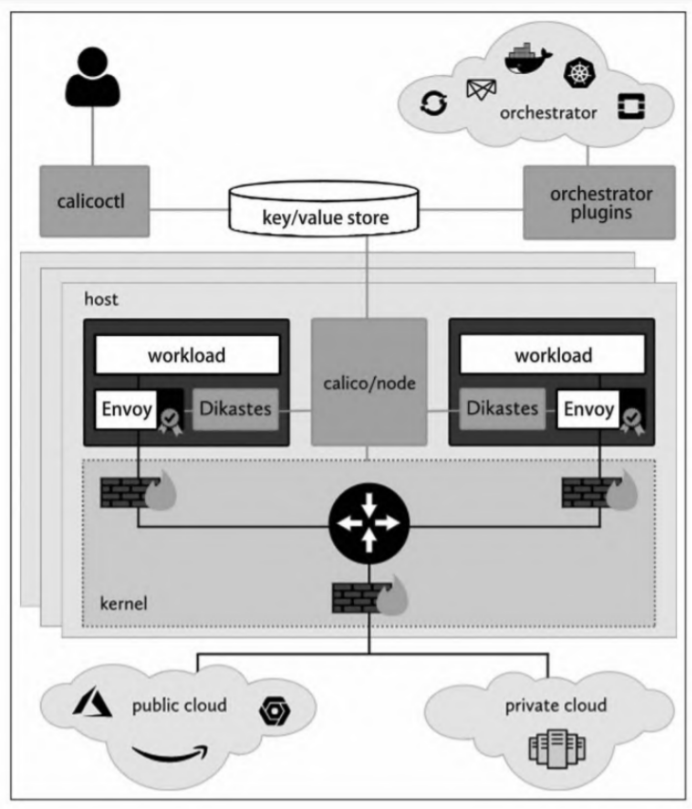 orchestrator
calicoctl
key/value store
orchestrator
plugins
host
workload
Envoy
Dikastes
calico/node
workload
Dikastes
Envoy
kernel
public cloud
private cloud